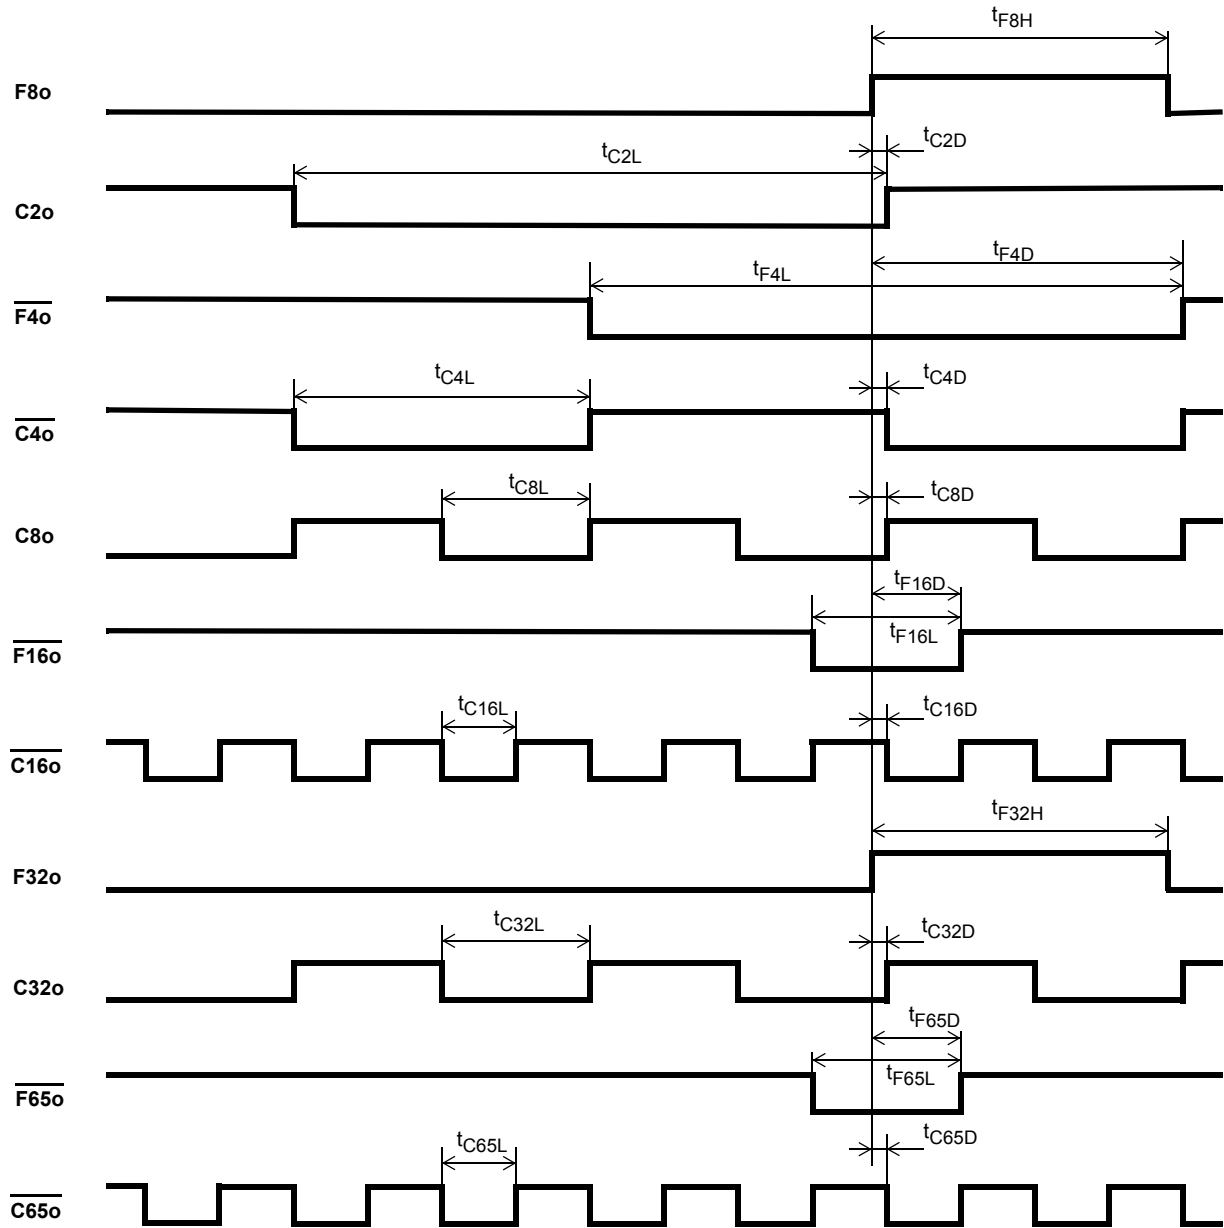 tF8H
F8o
tC2D
tC2L
C2o
tF4D
tF4L
F4o
tC4L
tC4D
C4o
tC8L
tC8D
C8o
tF16D
tF16L
F16o
tC16L
tC16D
C16o
tF32H
F32o
tC32L
tC32D
C32o
tF65D
tF65L
F65o
tC65L
tC65D
C65o